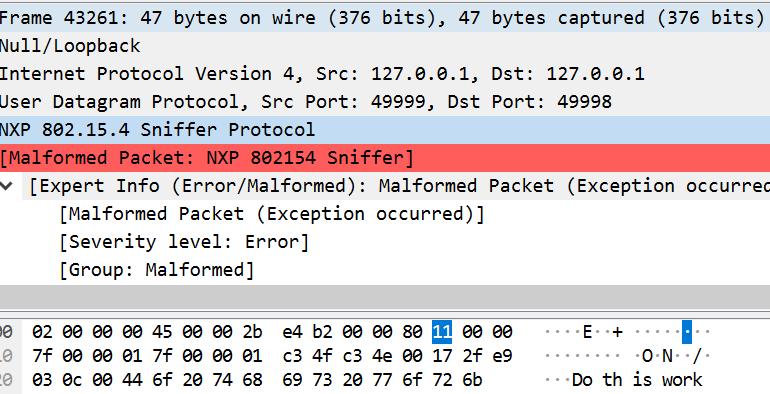 Frame 43261: 47 bytes on wire (376 bits), 47 bytes captured (376 bits)
Null/Loopback
Internet Protocol Version 4, Src: 127.0.0.1, Dst: 127.0.0.1
User Datagram Protocol, Src Port: 49999, Dst Port: 49998
NXP 802.15.4 Sniffer Protocol
[Malformed Packet: NXP 802154 Sniffer]
[Expert Info (Error/Malformed): Malformed Packet (Exception occurred
[Malformed Packet (Exception occurred)]
[Severity level: Error]
[Group: Malformed]
00 02 00 00 00 45 00 00 2b e4 b2 00 00 80 11 00 00 ····E··+ ········
10 7f 00 00 01 7f 00 00 01 c3 4f c3 4e 00 17 2f e9 ········ ·O·N··/·
20 03 0c 00 44 6f 20 74 68 69 73 20 77 6f 72 6b ···Do th is work